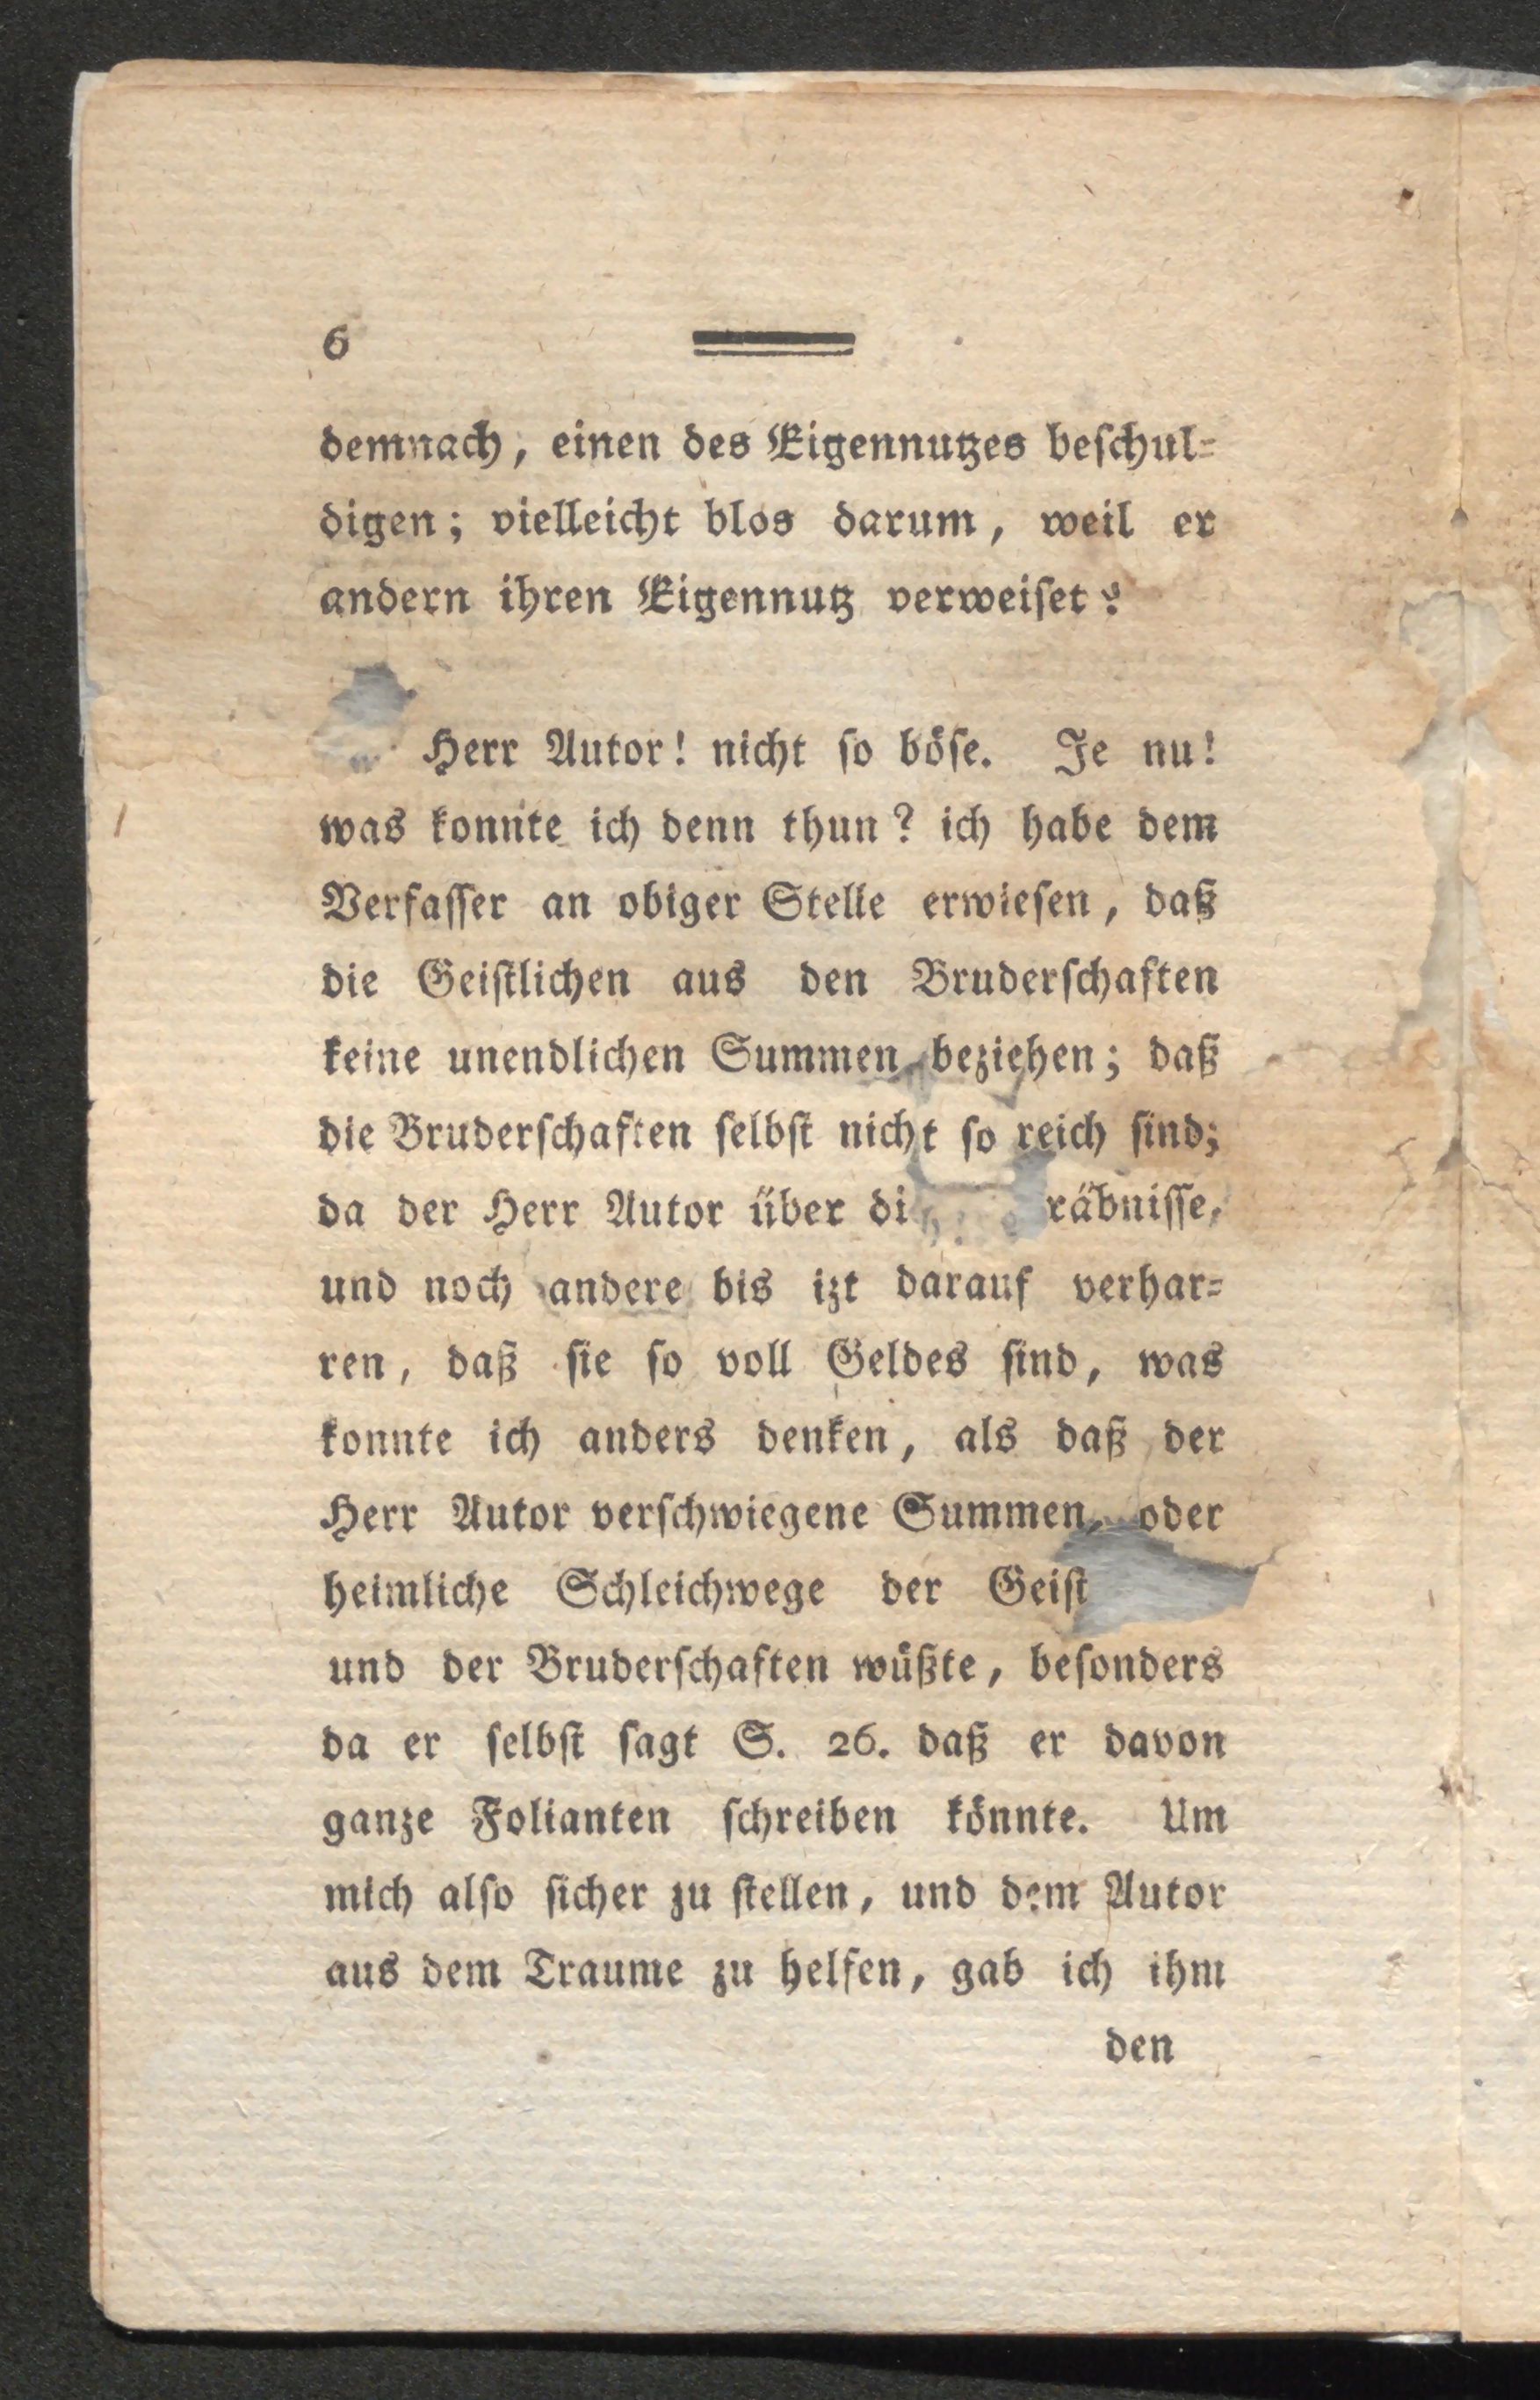 6
demnach, einen des Eigennutzes beſchul⸗
digen; vielleicht blos darum, weil er
andern ihren Eigennutz verweiſet?
Herr Autor! nicht ſo böſe. Je nu!
was konnte ich denn thun? ich habe dem
Verfaſſer an obiger Stelle erwieſen, daß
die Geiſtlichen aus den Bruderſchaften
keine unendlichen Summen beziehen; daß
die Bruderſchaften ſelbſt nicht ſo reich ſind;
da der Herr Autor über
und noch andere bis izt darauf verhar⸗
ren, daß ſie ſo voll Geldes ſind, was
konnte ich anders denken, als daß der
Herr Autor verſchwiegene Summen, oder
heimliche Schleichwege der
und der Bruderſchaften wüßte, beſonders
da er ſelbſt ſagt S. 26. daß er davon
ganze Folianten ſchreiben könnte. Um
mich alſo ſicher zu ſtellen, und dem Autor
aus dem Traume zu helfen, gab ich ihm
den